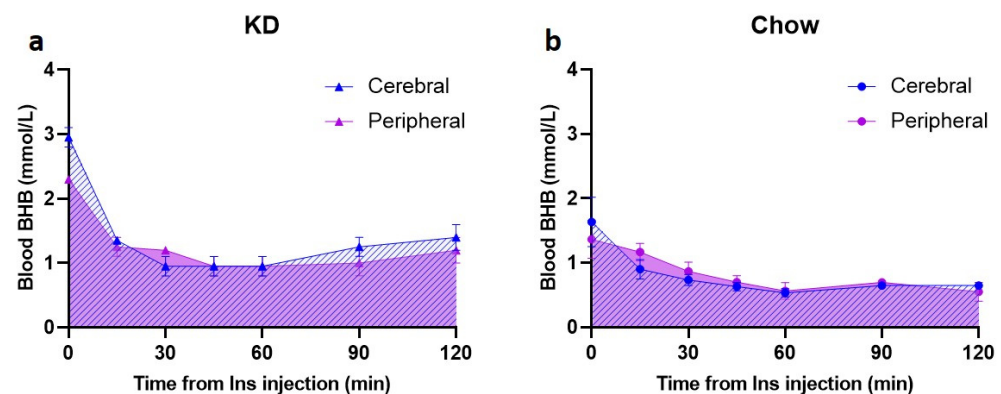 KD
a
4
3
2
1
0
Blood BHB (mmol/L)
Cerebral
Peripheral
0 30 60 90 120
Time from Ins injection (min)
Chow
b
4
3
2
1
0
Blood BHB (mmol/L)
Cerebral
Peripheral
0 30 60 90 120
Time from Ins injection (min)